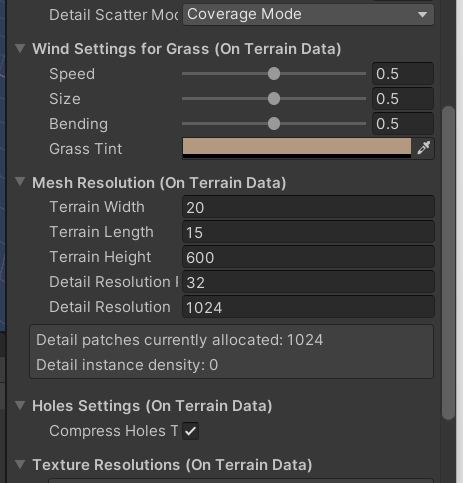 Detail Scatter Mod Coverage Mode
Wind Settings for Grass (On Terrain Data)
Speed 0.5
Size 0.5
Bending 0.5
Grass Tint
Mesh Resolution (On Terrain Data)
Terrain Width 20
Terrain Length 15
Terrain Height 600
Detail Resolution 32
Detail Resolution 1024
Detail patches currently allocated: 1024
Detail instance density: 0
Holes Settings (On Terrain Data)
Compress Holes T
Texture Resolutions (On Terrain Data)